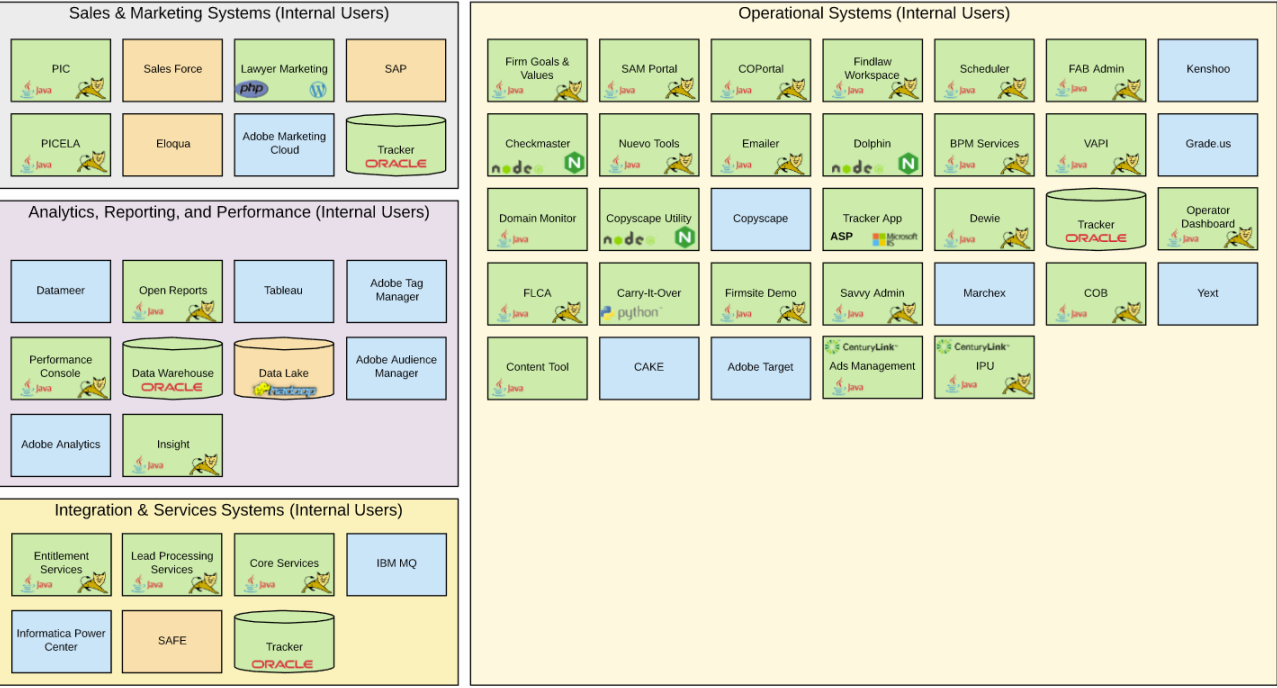 Sales & Marketing Systems (Internal Users)
PIC
Java
Sales Force
Lawyer Marketing
php
W
SAP
PICELA
Java
Eloqua
Adobe Marketing
Cloud
Tracker
ORACLE
Analytics, Reporting, and Performance (Internal Users)
Datameer
Open Reports
Java
Tableau
Adobe Tag
Manager
Performance
Console
Java
Data Warehouse
ORACLE
Data Lake
hadoop
Adobe Audience
Manager
Adobe Analytics
Insight
Java
Integration & Services Systems (Internal Users)
Entitlement
Services
Java
Lead Processing
Services
Java
Core Services
Java
IBM MQ
Informatica Power
Center
SAFE
Tracker
ORACLE
Operational Systems (Internal Users)
Firm Goals &
Values
Java
SAM Portal
Java
COPortal
Java
Findlaw
Workspace
Java
Scheduler
Java
FAB Admin
Java
Kenshoo
Checkmaster
node
N
Nuevo Tools
Java
Emailer
Java
Dolphin
node
N
BPM Services
Java
VAPI
Java
Grade.us
Domain Monitor
Java
Copyscape Utility
node
N
Copyscape
Tracker App
ASP
Microsoft
IIS
Dewie
Java
Tracker
ORACLE
Operator
Dashboard
Java
FLCA
Java
Carry-It-Over
python
Firmsite Demo
Java
Savvy Admin
Java
Marchex
COB
Java
Yext
Content Tool
Java
CAKE
Adobe Target
CenturyLink™
Ads Management
Java
CenturyLink™
IPU
Java